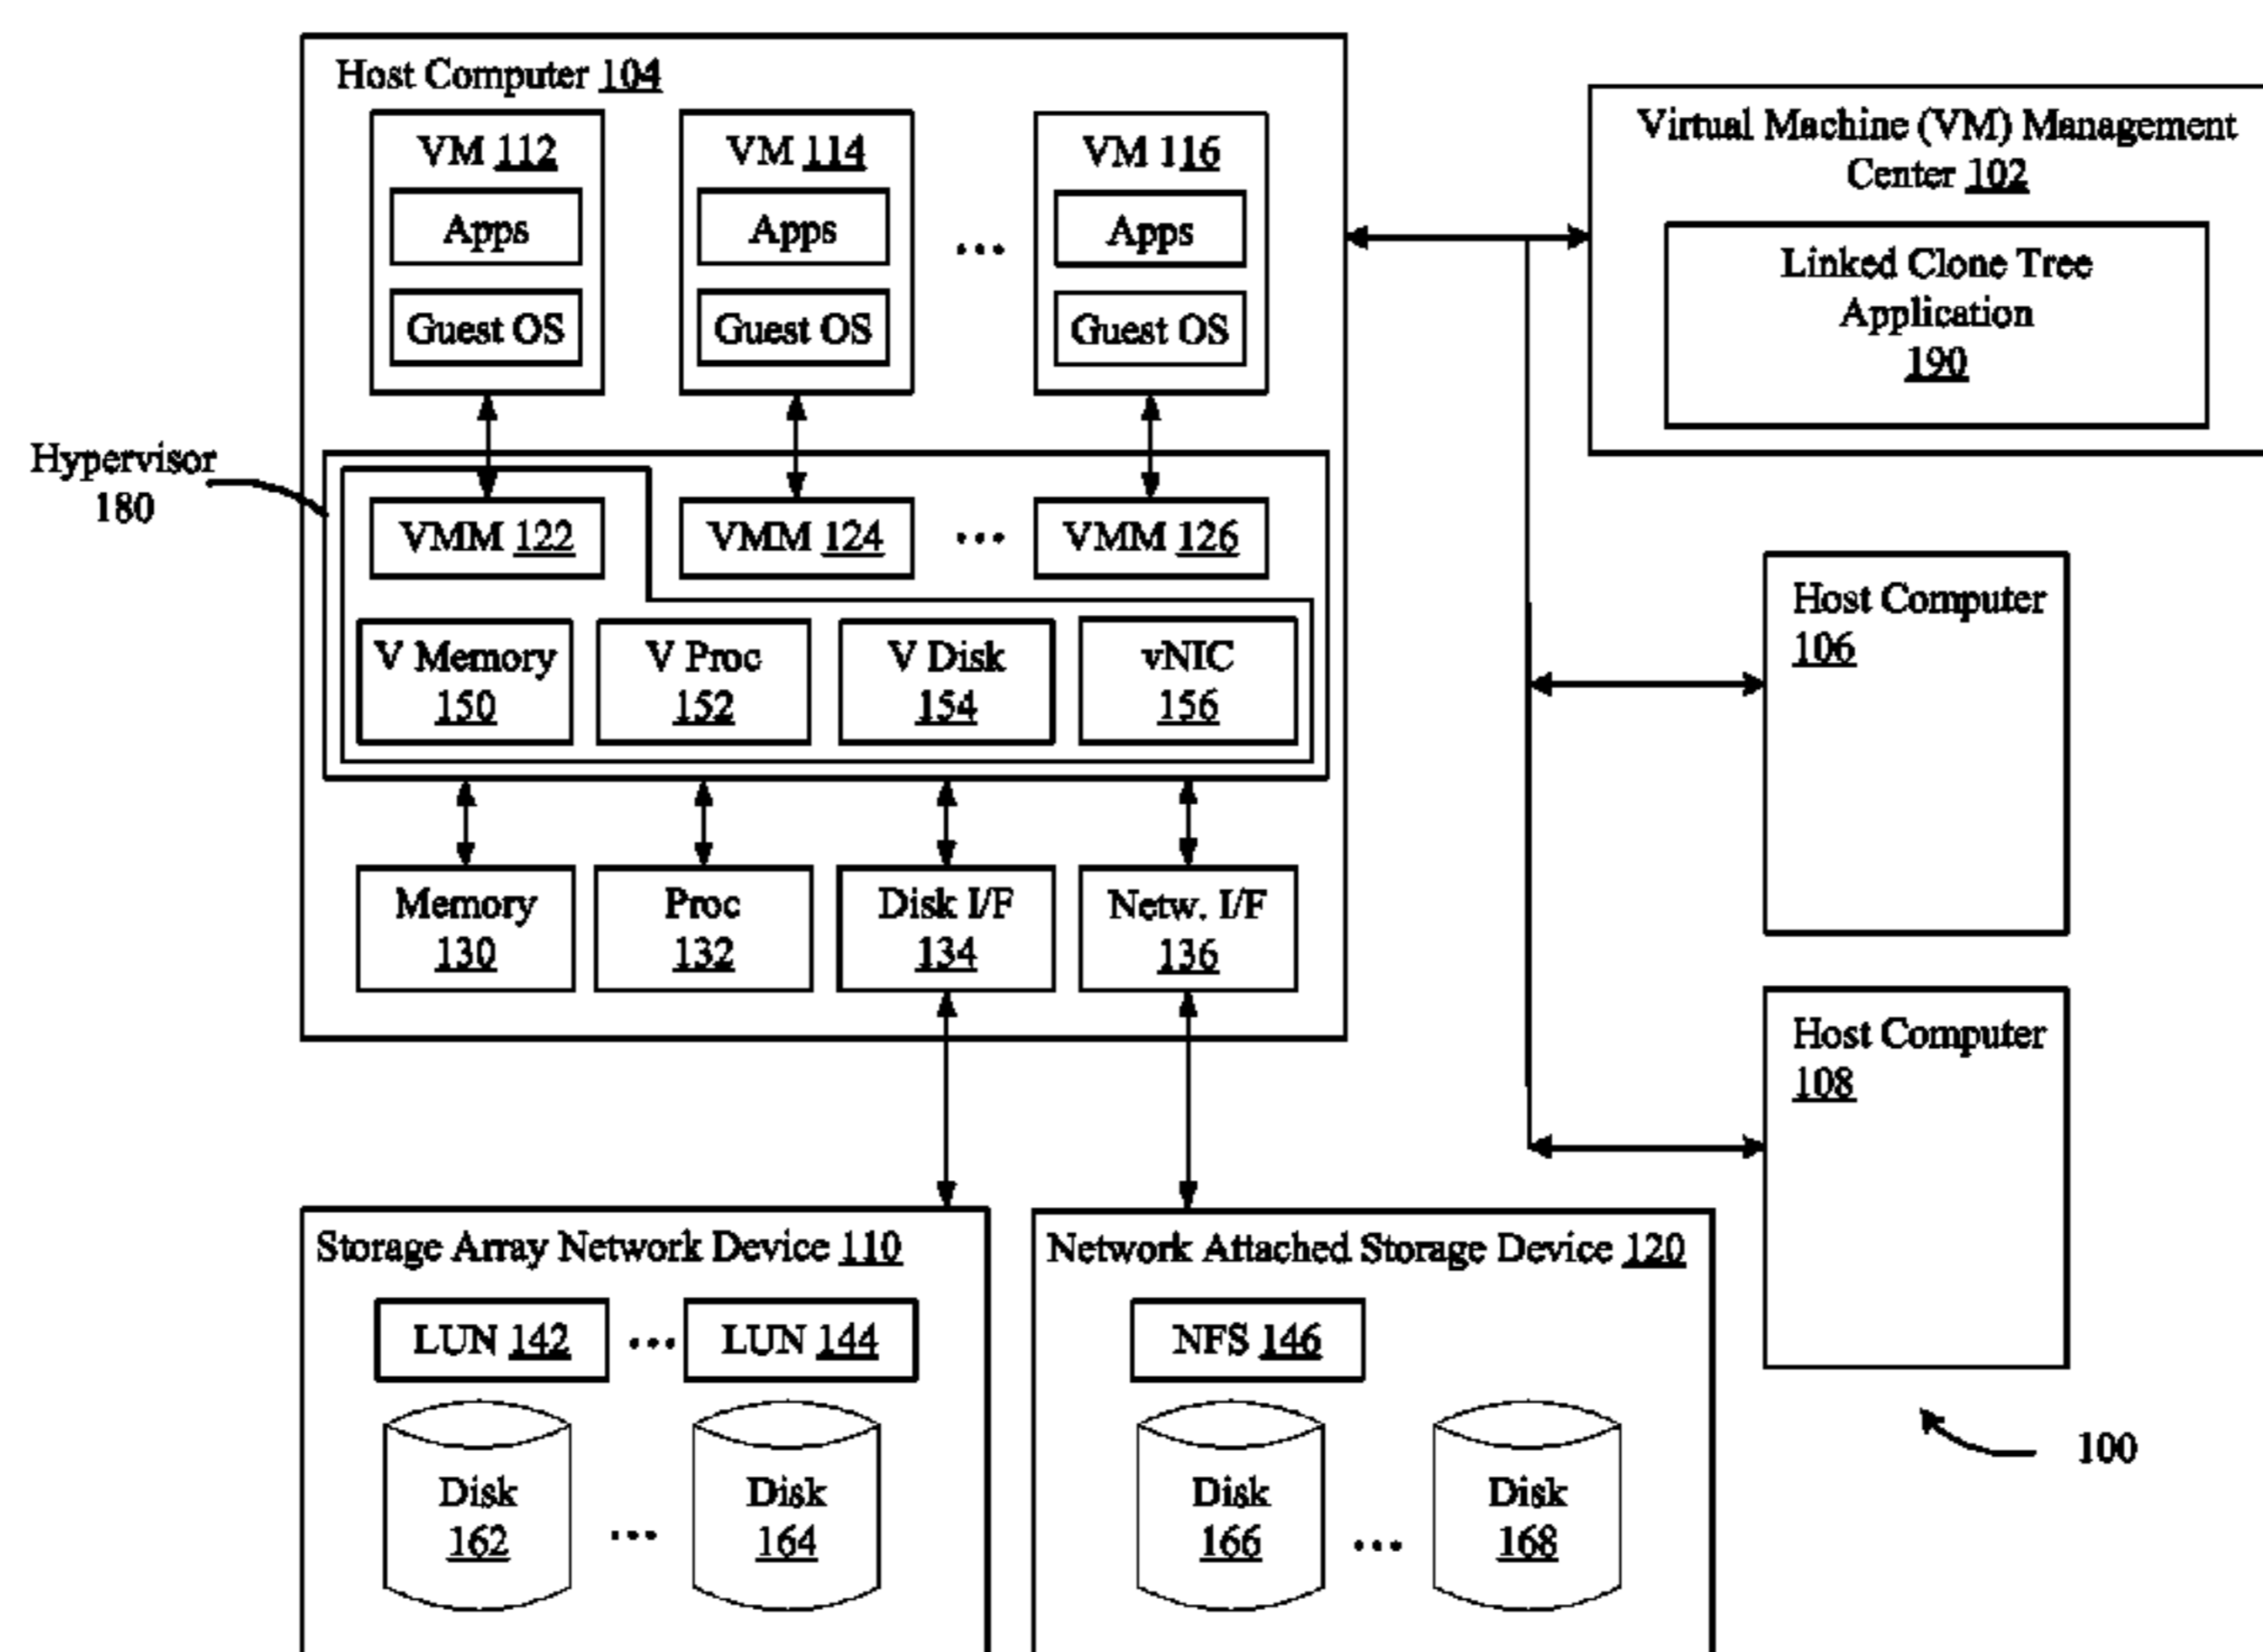 Host Computer 104
VM 112
Apps
Guest OS
VM 114
Apps
Guest OS
...
VM 116
Apps
Guest OS
Virtual Machine (VM) Management
Center 102
Linked Clone Tree
Application
190
Hypervisor
180
VMM 122
VMM 124
...
VMM 126
V Memory
150
V Proc
152
V Disk
154
vNIC
156
Memory
130
Proc
132
Disk I/F
134
Netw. I/F
136
Host Computer
106
Host Computer
108
Storage Array Network Device 110
LUN 142
...
LUN 144
Disk
162
...
Disk
164
Network Attached Storage Device 120
NFS 146
Disk
166
...
Disk
168
100